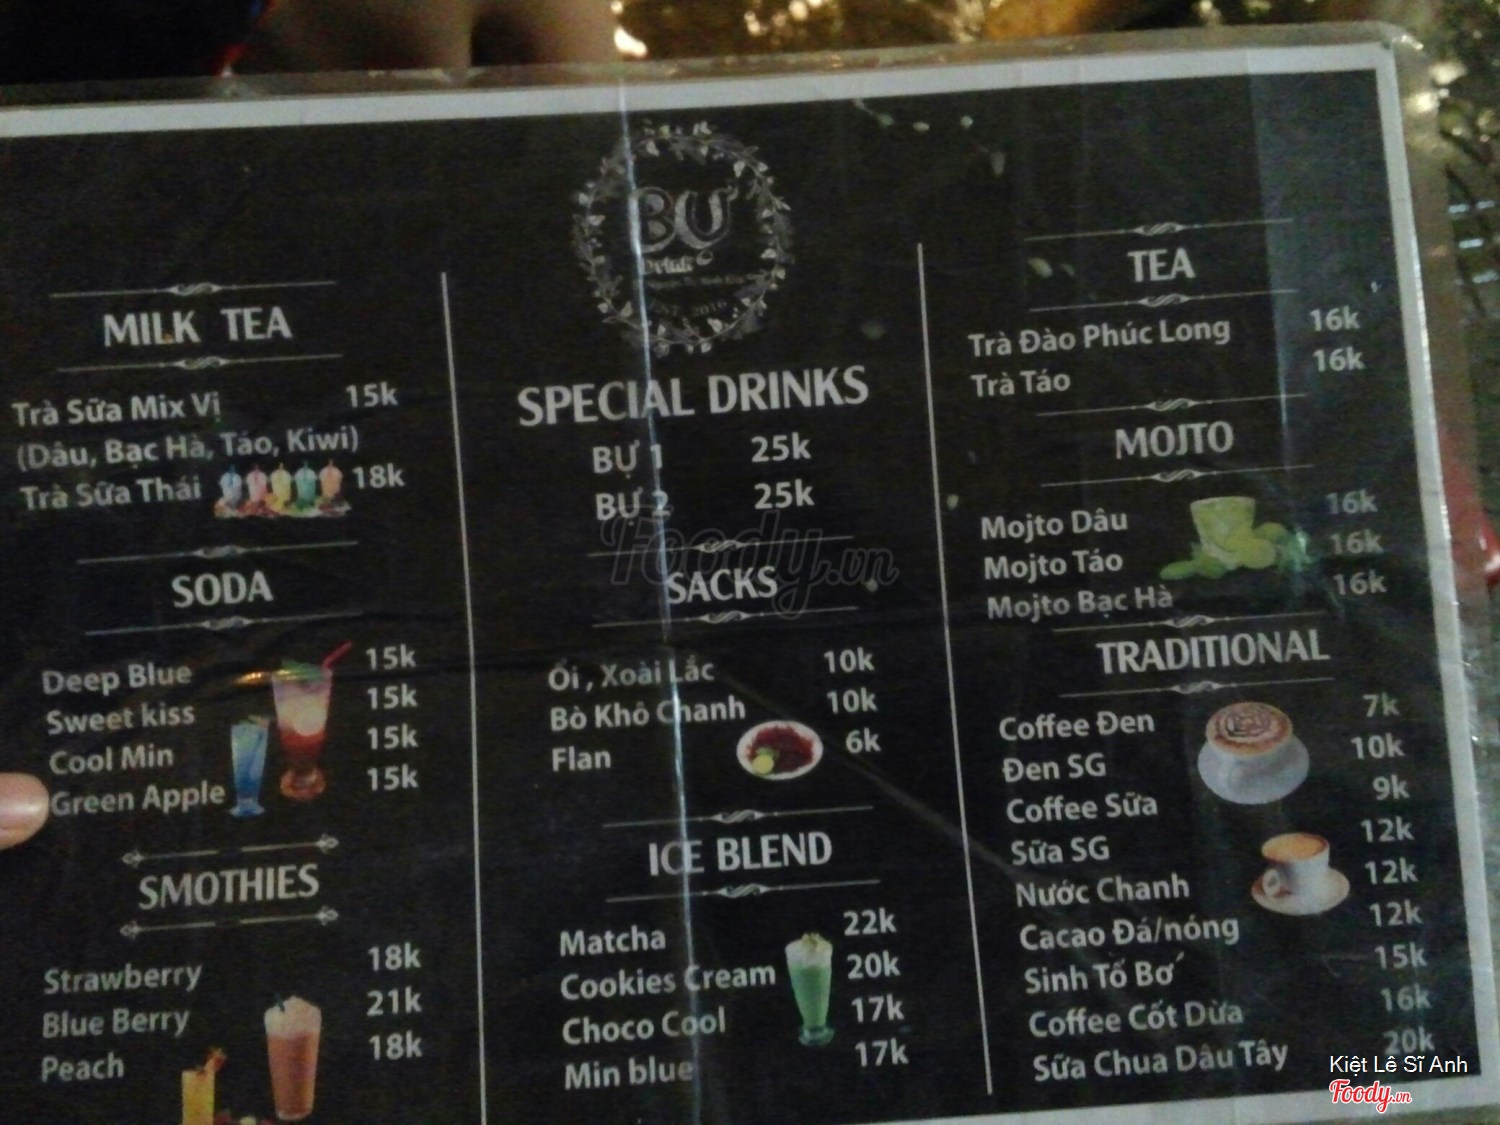 BỰ
Drink
MILK TEA
Trà Sữa Mix Vị 15k
(Dâu, Bạc Hà, Táo, Kiwi)
Trà Sữa Thái 18k
SODA
Deep Blue 15k
Sweet kiss 15k
Cool Min 15k
Green Apple 15k
SMOTHIES
Strawberry 18k
Blue Berry 21k
Peach 18k
SPECIAL DRINKS
BỰ 1 25k
BỰ 2 25k
SACKS
Ổi , Xoài Lắc 10k
Bò Khô Chanh 10k
Flan 6k
ICE BLEND
Matcha 22k
Cookies Cream 20k
Choco Cool 17k
Min blue 17k
TEA
Trà Đào Phúc Long 16k
Trà Táo 16k
MOJTO
Mojto Dâu 16k
Mojto Táo 16k
Mojto Bạc Hà 16k
TRADITIONAL
Coffee Đen 7k
Đen SG 10k
Coffee Sữa 9k
Sữa SG 12k
Nước Chanh 12k
Cacao Đá/nóng 12k
Sinh Tố Bơ 15k
Coffee Cốt Dừa 16k
Sữa Chua Dâu Tây 20k
Foody.vn
Kiệt Lê Sĩ Anh
Foody.vn